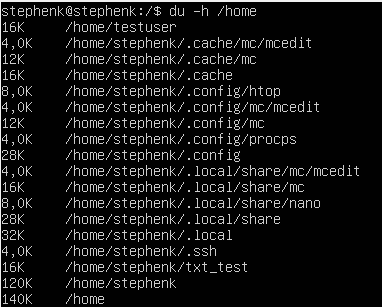 stephenk@stephenk:/$ du -h /home
16K /home/testuser
4,0K /home/stephenk/.cache/mc/mcedit
12K /home/stephenk/.cache/mc
16K /home/stephenk/.cache
8,0K /home/stephenk/.config/htop
4,0K /home/stephenk/.config/mc/mcedit
12K /home/stephenk/.config/mc
4,0K /home/stephenk/.config/procps
28K /home/stephenk/.config
4,0K /home/stephenk/.local/share/mc/mcedit
16K /home/stephenk/.local/share/mc
8,0K /home/stephenk/.local/share/nano
28K /home/stephenk/.local/share
32K /home/stephenk/.local
4,0K /home/stephenk/.ssh
16K /home/stephenk/txt_test
120K /home/stephenk
140K /home